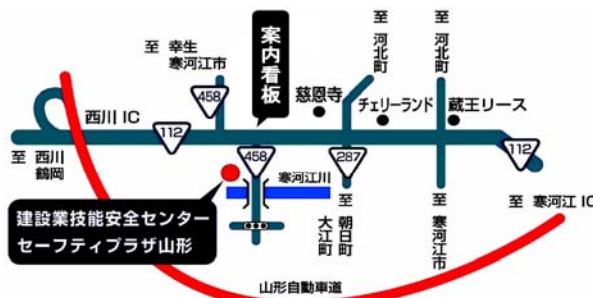 至 幸生
寒河江市
458
案内看板
至 河北町
至 河北町
慈恩寺
チェリーランド
蔵王リース
西川 IC
112
至 西川
鶴岡
458
寒河江川
287
112
建設業技能安全センター
セーフティプラザ山形
至 朝日町
大江町
至 寒河江市
至 寒河江 IC
山形自動車道